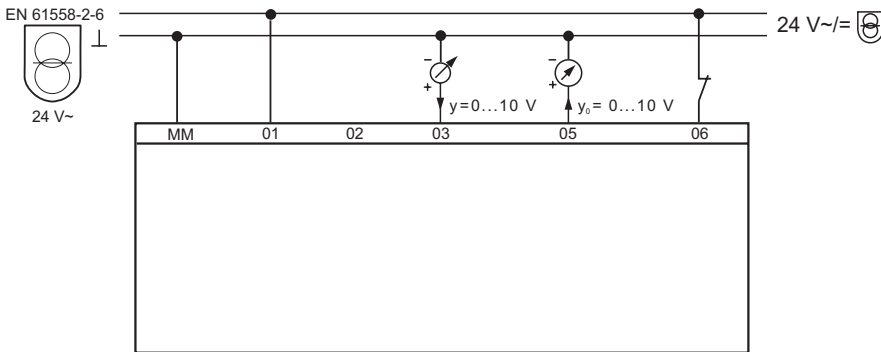 EN 61558-2-6
24 V~/=
⊥
24 V~
- -
+ y=0...10 V + y₀= 0...10 V
MM 01 02 03 05 06